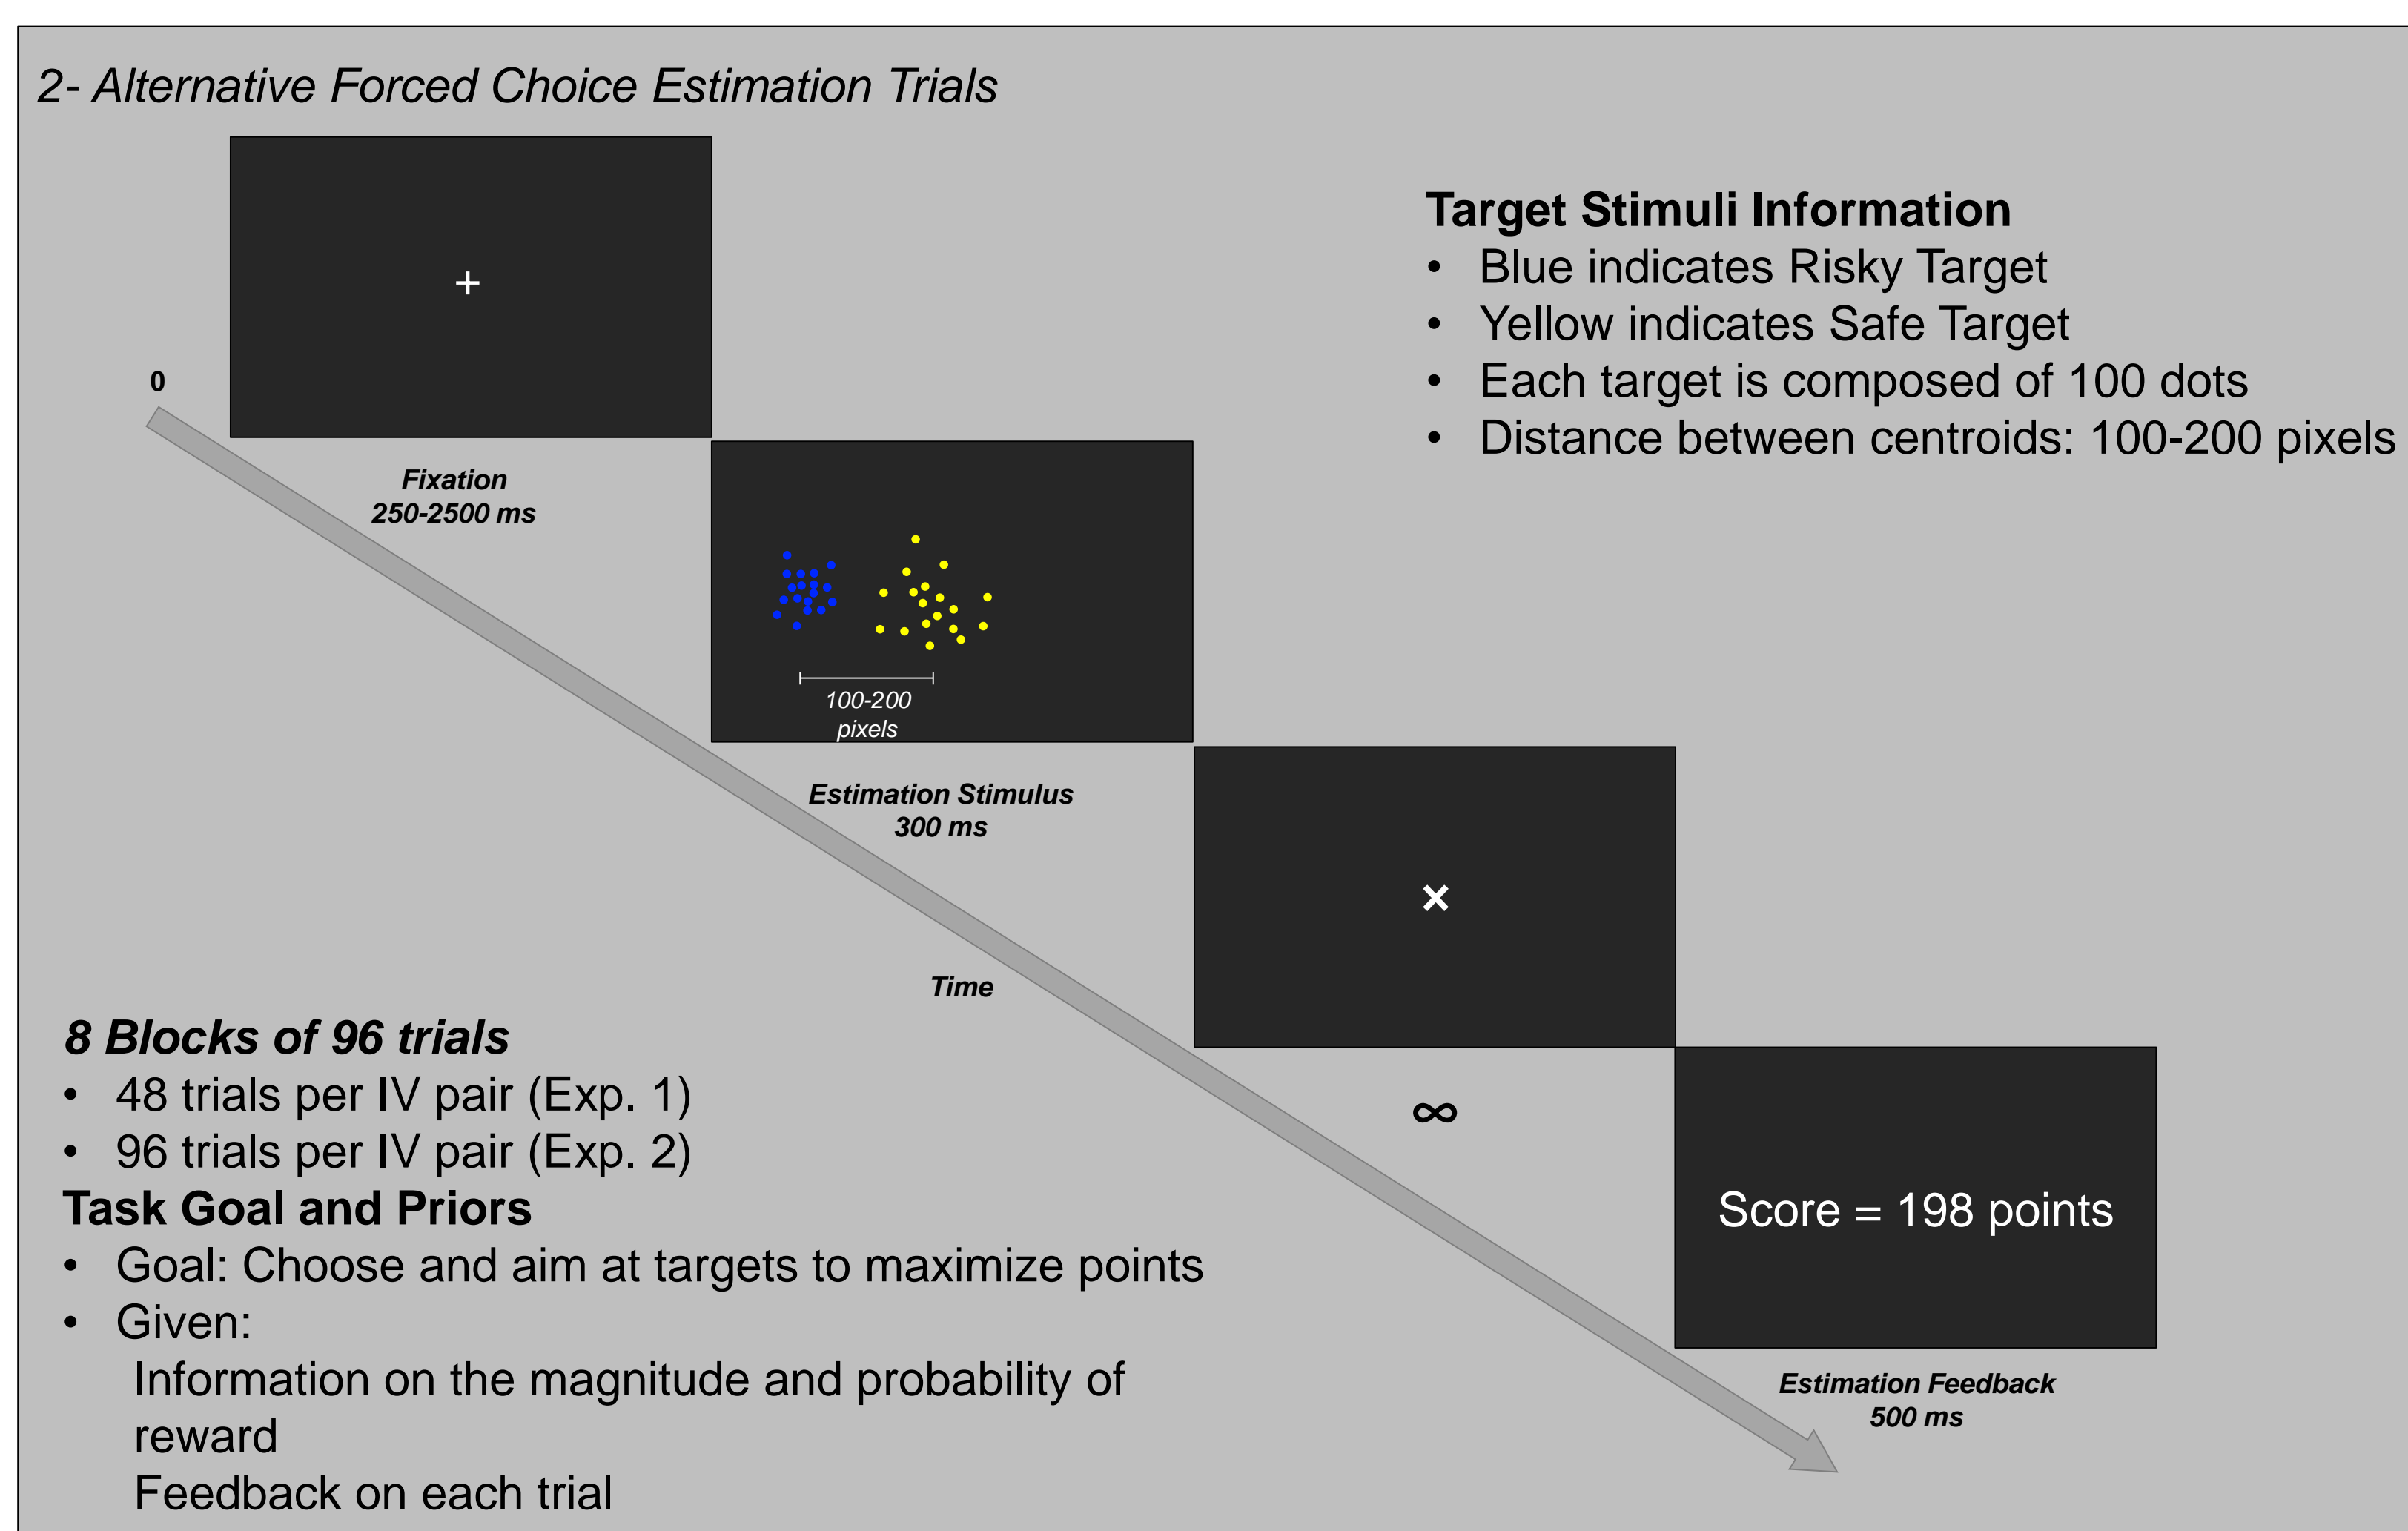 2- Alternative Forced Choice Estimation Trials
+
0
Fixation
250-2500 ms
Target Stimuli Information
• Blue indicates Risky Target
• Yellow indicates Safe Target
• Each target is composed of 100 dots
• Distance between centroids: 100-200 pixels
100-200
pixels
Estimation Stimulus
300 ms
×
Time
∞
Score = 198 points
Estimation Feedback
500 ms
8 Blocks of 96 trials
• 48 trials per IV pair (Exp. 1)
• 96 trials per IV pair (Exp. 2)
Task Goal and Priors
• Goal: Choose and aim at targets to maximize points
• Given:
Information on the magnitude and probability of
reward
Feedback on each trial